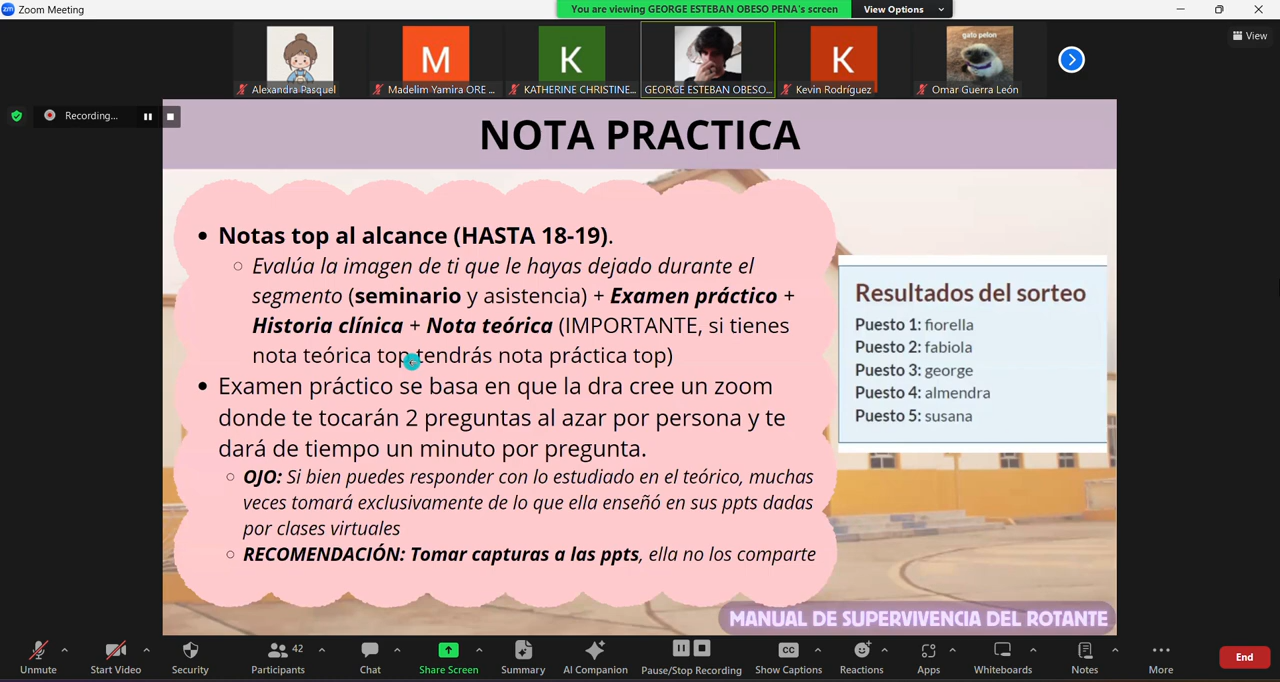 Zoom Meeting
You are viewing GEORGE ESTEBAN OBESO PENA's screen
View Options
View
gato pelon
M
K
K
Alexandra Pasquel
Madelim Yamira ORE ...
KATHERINE CHRISTINE...
GEORGE ESTEBAN OBESO...
Kevin Rodríguez
Omar Guerra León
Recording...
NOTA PRACTICA
• Notas top al alcance (HASTA 18-19).
○ Evalúa la imagen de ti que le hayas dejado durante el
segmento (seminario y asistencia) + Examen práctico +
Historia clínica + Nota teórica (IMPORTANTE, si tienes
nota teórica top tendrás nota práctica top)
• Examen práctico se basa en que la dra cree un zoom
donde te tocarán 2 preguntas al azar por persona y te
dará de tiempo un minuto por pregunta.
○ OJO: Si bien puedes responder con lo estudiado en el teórico, muchas
veces tomará exclusivamente de lo que ella enseñó en sus ppts dadas
por clases virtuales
○ RECOMENDACIÓN: Tomar capturas a las ppts, ella no los comparte
Resultados del sorteo
Puesto 1: fiorella
Puesto 2: fabiola
Puesto 3: george
Puesto 4: almendra
Puesto 5: susana
MANUAL DE SUPERVIVENCIA DEL ROTANTE
Unmute
Start Video
Security
Participants
42
Chat
Share Screen
Summary
AI Companion
Pause/Stop Recording
CC
Show Captions
Reactions
Apps
Whiteboards
Notes
More
End